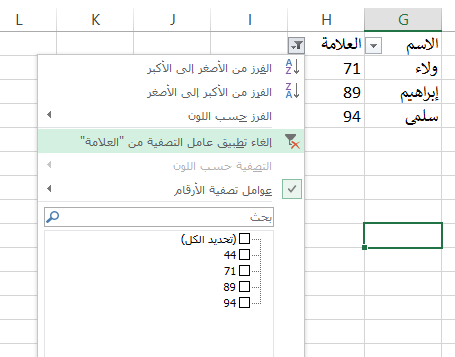 G H I J K L
الاسم العلامة
ولاء 71
إبراهيم 89
سلمى 94
الفرز من الأصغر إلى الأكبر
الفرز من الأكبر إلى الأصغر
الفرز حسب اللون
إلغاء تطبيق عامل التصفية من "العلامة"
التصفية حسب اللون
عوامل تصفية الأرقام
بحث
(تحديد الكل)
44
71
89
94